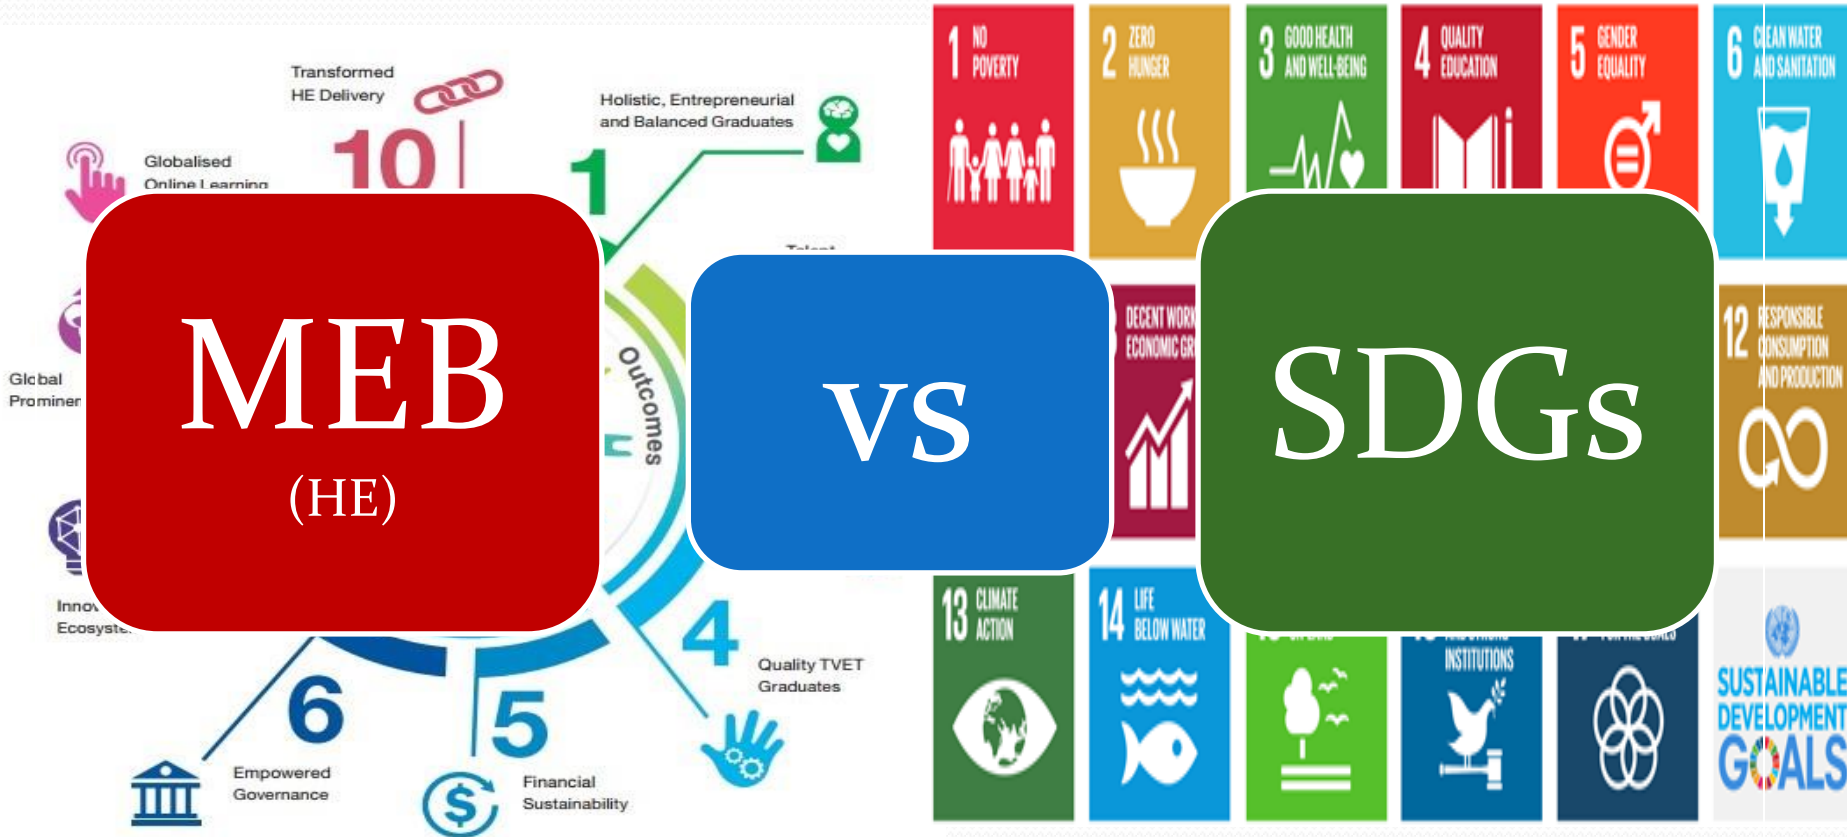 Transformed
HE Delivery
10
Globalised
Online Learning
Holistic, Entrepreneurial
and Balanced Graduates
1
Global
Outcomes
4
Quality TVET
Graduates
5
Financial
Sustainability
6
Empowered
Governance
MEB
(HE)
vs
SDGs
1 NO
POVERTY
2 ZERO
HUNGER
3 GOOD HEALTH
AND WELL-BEING
4 QUALITY
EDUCATION
5 GENDER
EQUALITY
6 CLEAN WATER
AND SANITATION
DECENT WORK
ECONOMIC
12 RESPONSIBLE
CONSUMPTION
AND PRODUCTION
13 CLIMATE
ACTION
14 LIFE
BELOW WATER
INSTITUTIONS
SUSTAINABLE
DEVELOPMENT
GOALS